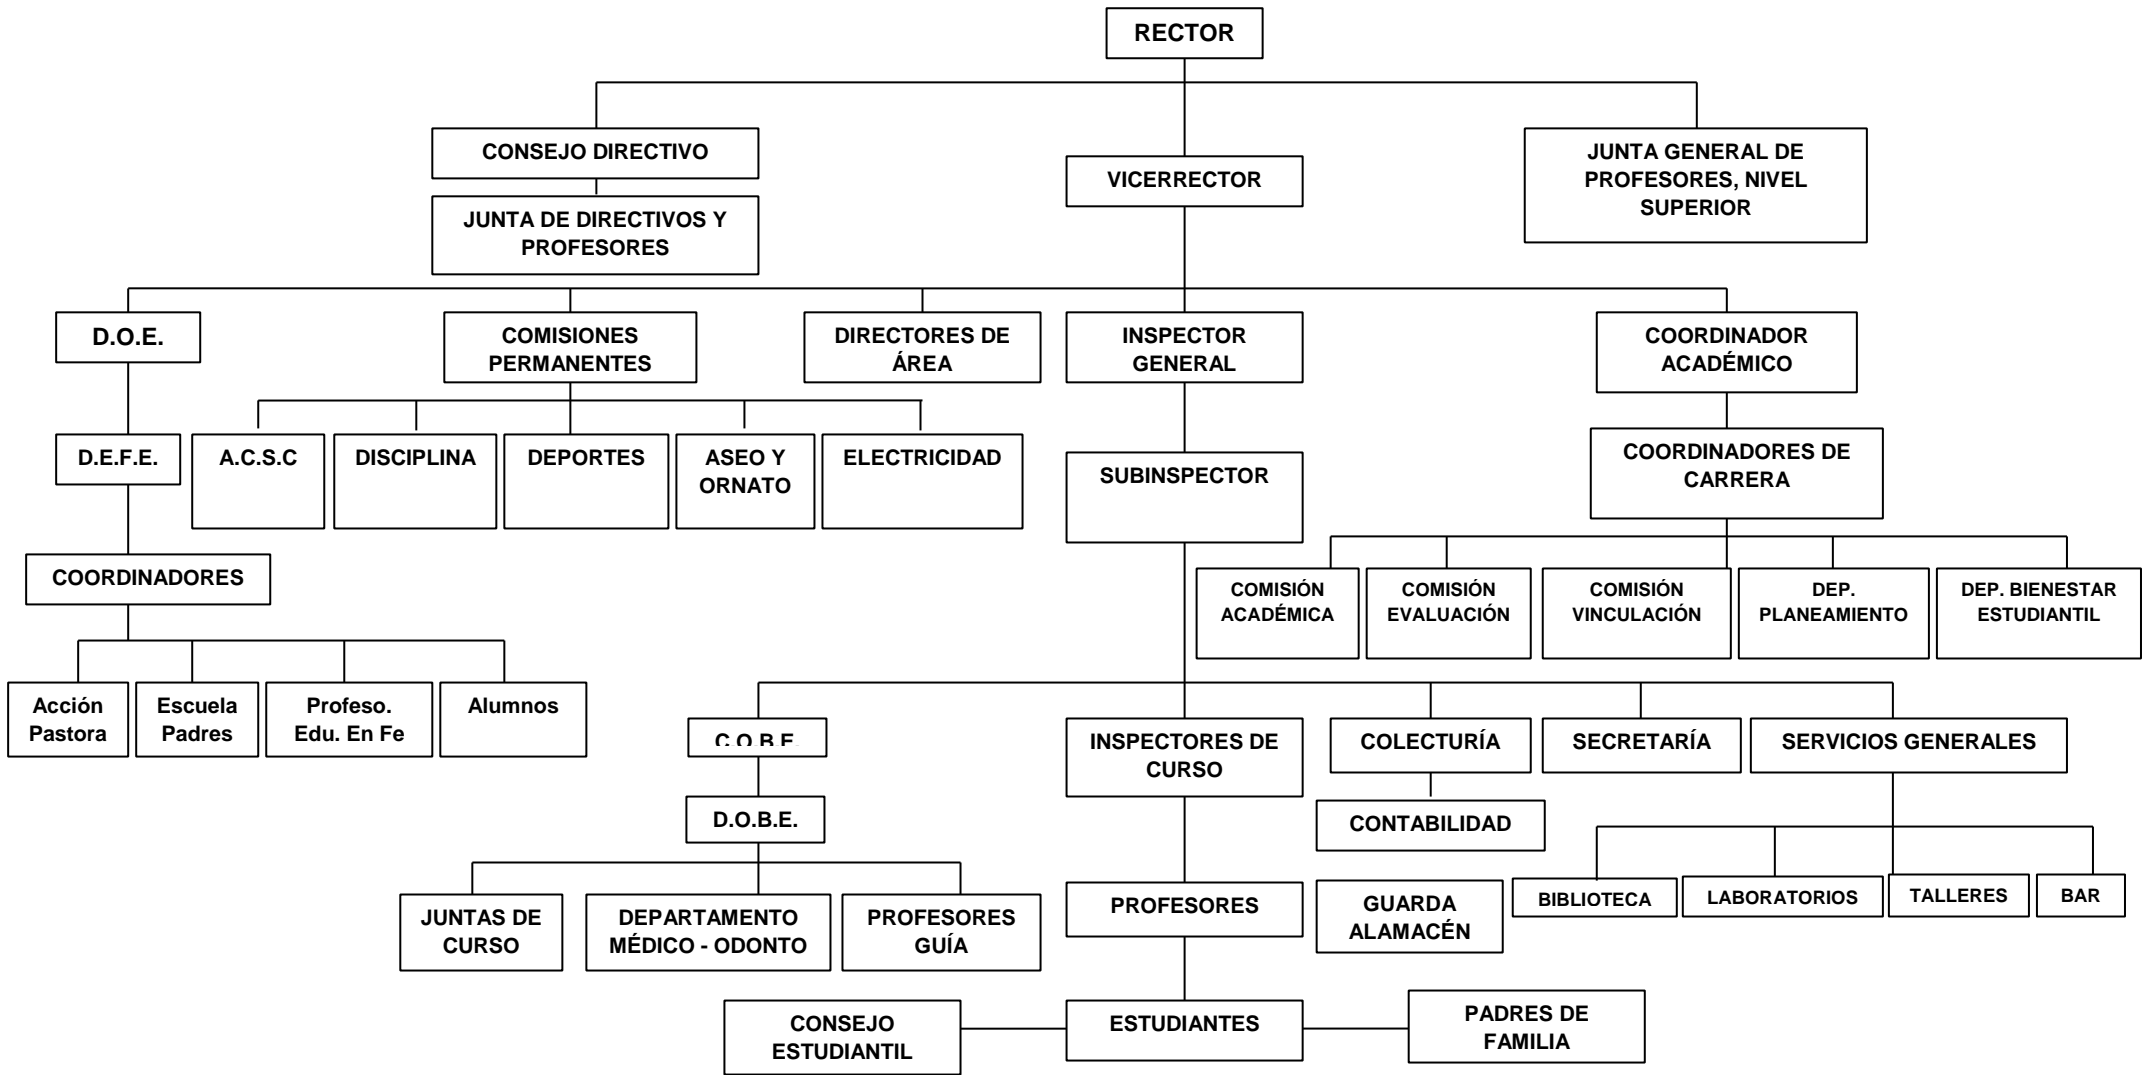 RECTOR
CONSEJO DIRECTIVO
VICERRECTOR
JUNTA GENERAL DE
PROFESORES, NIVEL
SUPERIOR
JUNTA DE DIRECTIVOS Y
PROFESORES
D.O.E.
COMISIONES
PERMANENTES
DIRECTORES DE
ÁREA
INSPECTOR
GENERAL
COORDINADOR
ACADÉMICO
D.E.F.E.
A.C.S.C
DISCIPLINA
DEPORTES
ASEO Y
ORNATO
ELECTRICIDAD
SUBINSPECTOR
COORDINADORES DE
CARRERA
COORDINADORES
COMISIÓN
ACADÉMICA
COMISIÓN
EVALUACIÓN
COMISIÓN
VINCULACIÓN
DEP.
PLANEAMIENTO
DEP. BIENESTAR
ESTUDIANTIL
Acción
Pastora
Escuela
Padres
Profeso.
Edu. En Fe
Alumnos
C.O.B.E.
INSPECTORES DE
CURSO
COLECTURÍA
SECRETARÍA
SERVICIOS GENERALES
D.O.B.E.
CONTABILIDAD
JUNTAS DE
CURSO
DEPARTAMENTO
MÉDICO - ODONTO
PROFESORES
GUÍA
PROFESORES
GUARDA
ALAMACÉN
BIBLIOTECA
LABORATORIOS
TALLERES
BAR
CONSEJO
ESTUDIANTIL
ESTUDIANTES
PADRES DE
FAMILIA